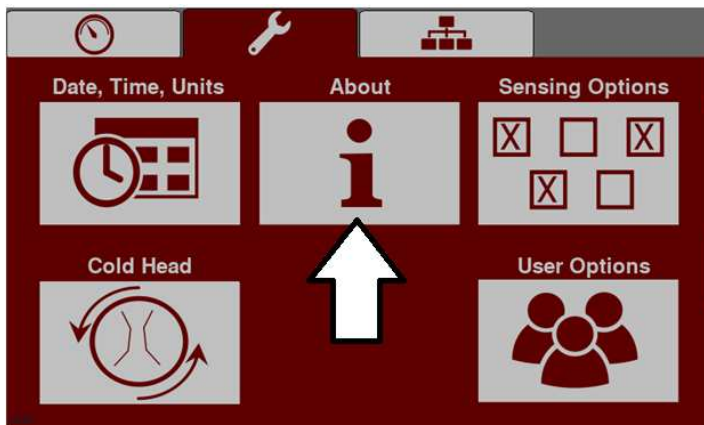 Date, Time, Units
About
Sensing Options
X X
X
i
Cold Head
User Options